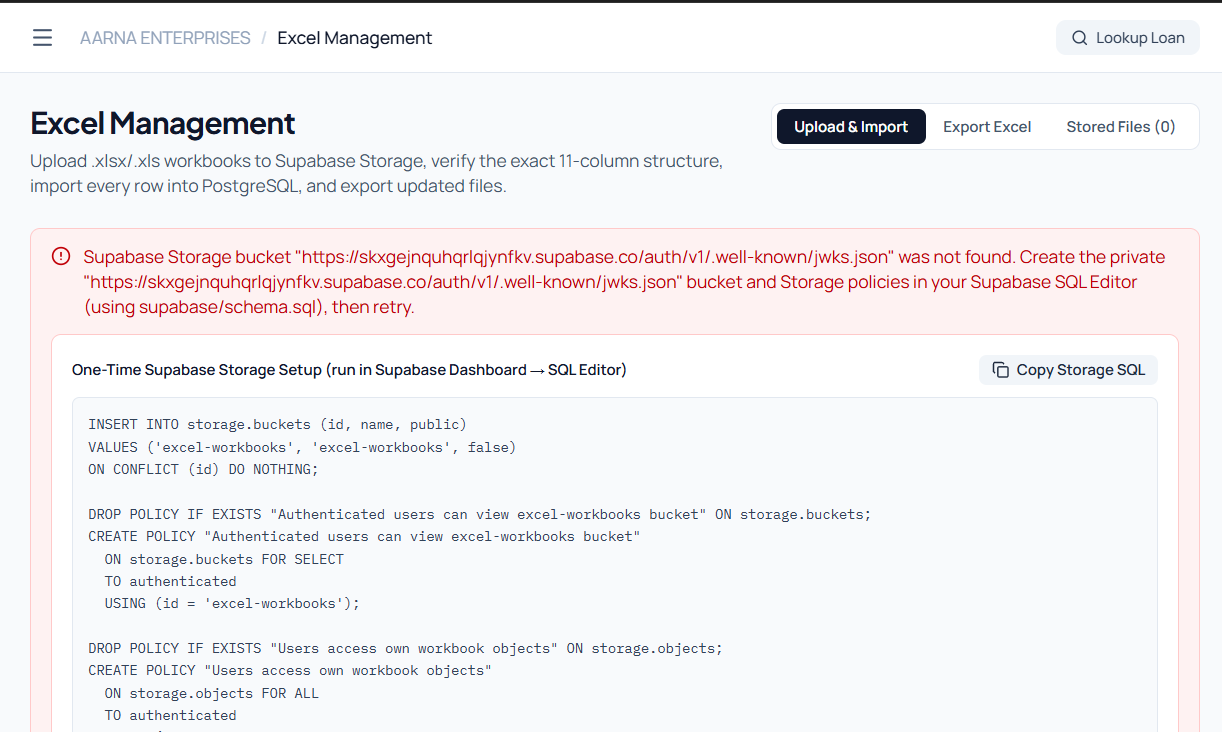 AARNA ENTERPRISES / Excel Management
Lookup Loan
Excel Management
Upload & Import
Export Excel
Stored Files (0)
Upload .xlsx/.xls workbooks to Supabase Storage, verify the exact 11-column structure,
import every row into PostgreSQL, and export updated files.
Supabase Storage bucket "https://skxgejnquhqrlqjynfkv.supabase.co/auth/v1/.well-known/jwks.json" was not found. Create the private
"https://skxgejnquhqrlqjynfkv.supabase.co/auth/v1/.well-known/jwks.json" bucket and Storage policies in your Supabase SQL Editor
(using supabase/schema.sql), then retry.
One-Time Supabase Storage Setup (run in Supabase Dashboard → SQL Editor)
Copy Storage SQL
INSERT INTO storage.buckets (id, name, public)
VALUES ('excel-workbooks', 'excel-workbooks', false)
ON CONFLICT (id) DO NOTHING;
DROP POLICY IF EXISTS "Authenticated users can view excel-workbooks bucket" ON storage.buckets;
CREATE POLICY "Authenticated users can view excel-workbooks bucket"
ON storage.buckets FOR SELECT
TO authenticated
USING (id = 'excel-workbooks');
DROP POLICY IF EXISTS "Users access own workbook objects" ON storage.objects;
CREATE POLICY "Users access own workbook objects"
ON storage.objects FOR ALL
TO authenticated